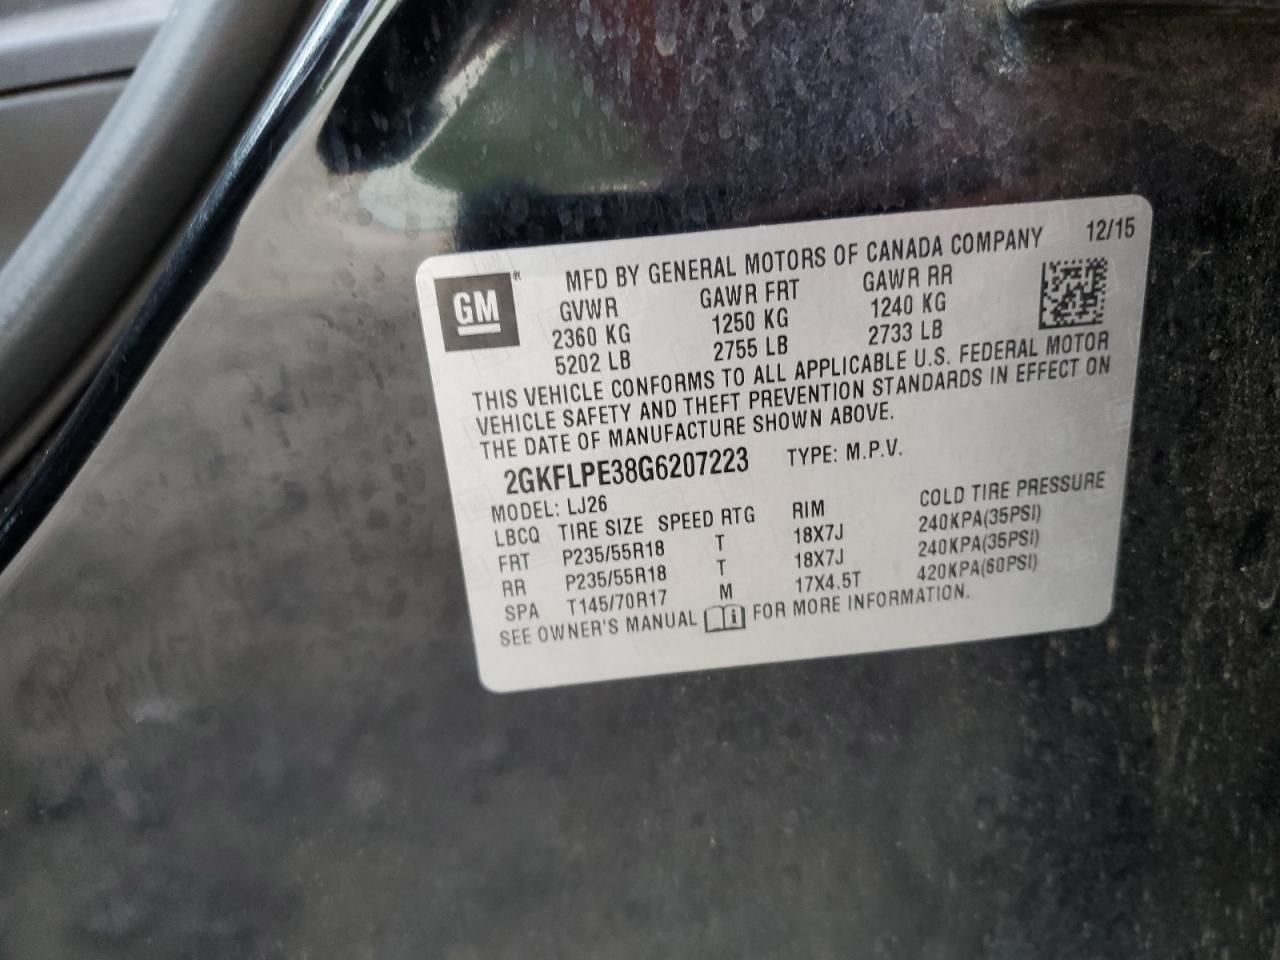 MFD BY GENERAL MOTORS OF CANADA COMPANY 12/15
GM
GVWR GAWR FRT GAWR RR
2360 KG 1250 KG 1240 KG
5202 LB 2755 LB 2733 LB
THIS VEHICLE CONFORMS TO ALL APPLICABLE U.S. FEDERAL MOTOR
VEHICLE SAFETY AND THEFT PREVENTION STANDARDS IN EFFECT ON
THE DATE OF MANUFACTURE SHOWN ABOVE.
2GKFLPE38G6207223 TYPE: M.P.V.
MODEL: LJ26
LBCQ TIRE SIZE SPEED RTG RIM COLD TIRE PRESSURE
FRT P235/55R18 T 18X7J 240KPA(35PSI)
RR P235/55R18 T 18X7J 240KPA(35PSI)
SPA T145/70R17 M 17X4.5T 420KPA(60PSI)
SEE OWNER'S MANUAL i FOR MORE INFORMATION.